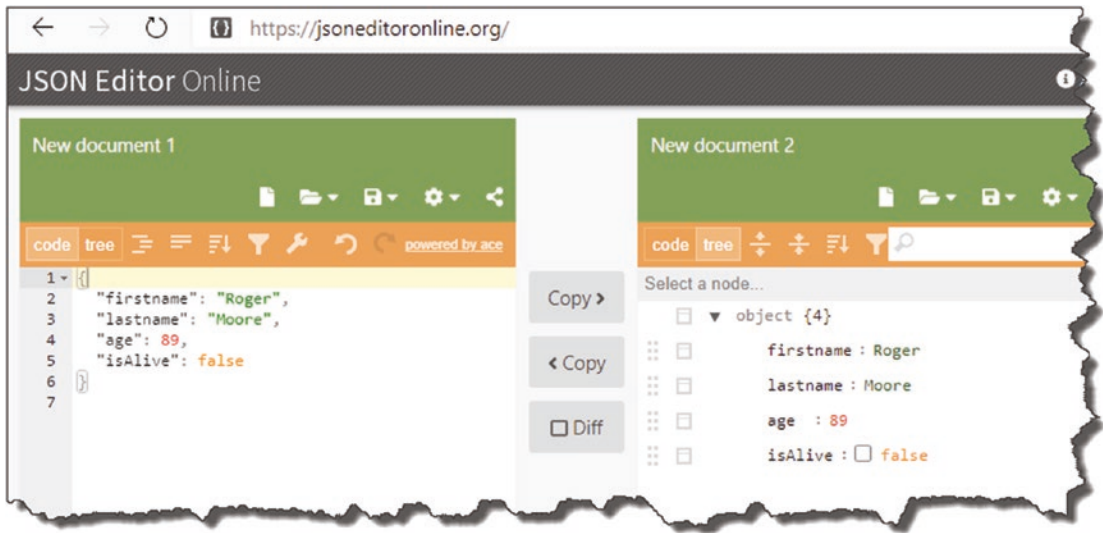 https://jsoneditoronline.org/
JSON Editor Online
New document 1
code tree powered by ace
1 {
2 "firstname": "Roger",
3 "lastname": "Moore",
4 "age": 89,
5 "isAlive": false
6 }
7
Copy >
< Copy
Diff
New document 2
code tree
Select a node...
▼ object {4}
firstname : Roger
lastname : Moore
age : 89
isAlive : false